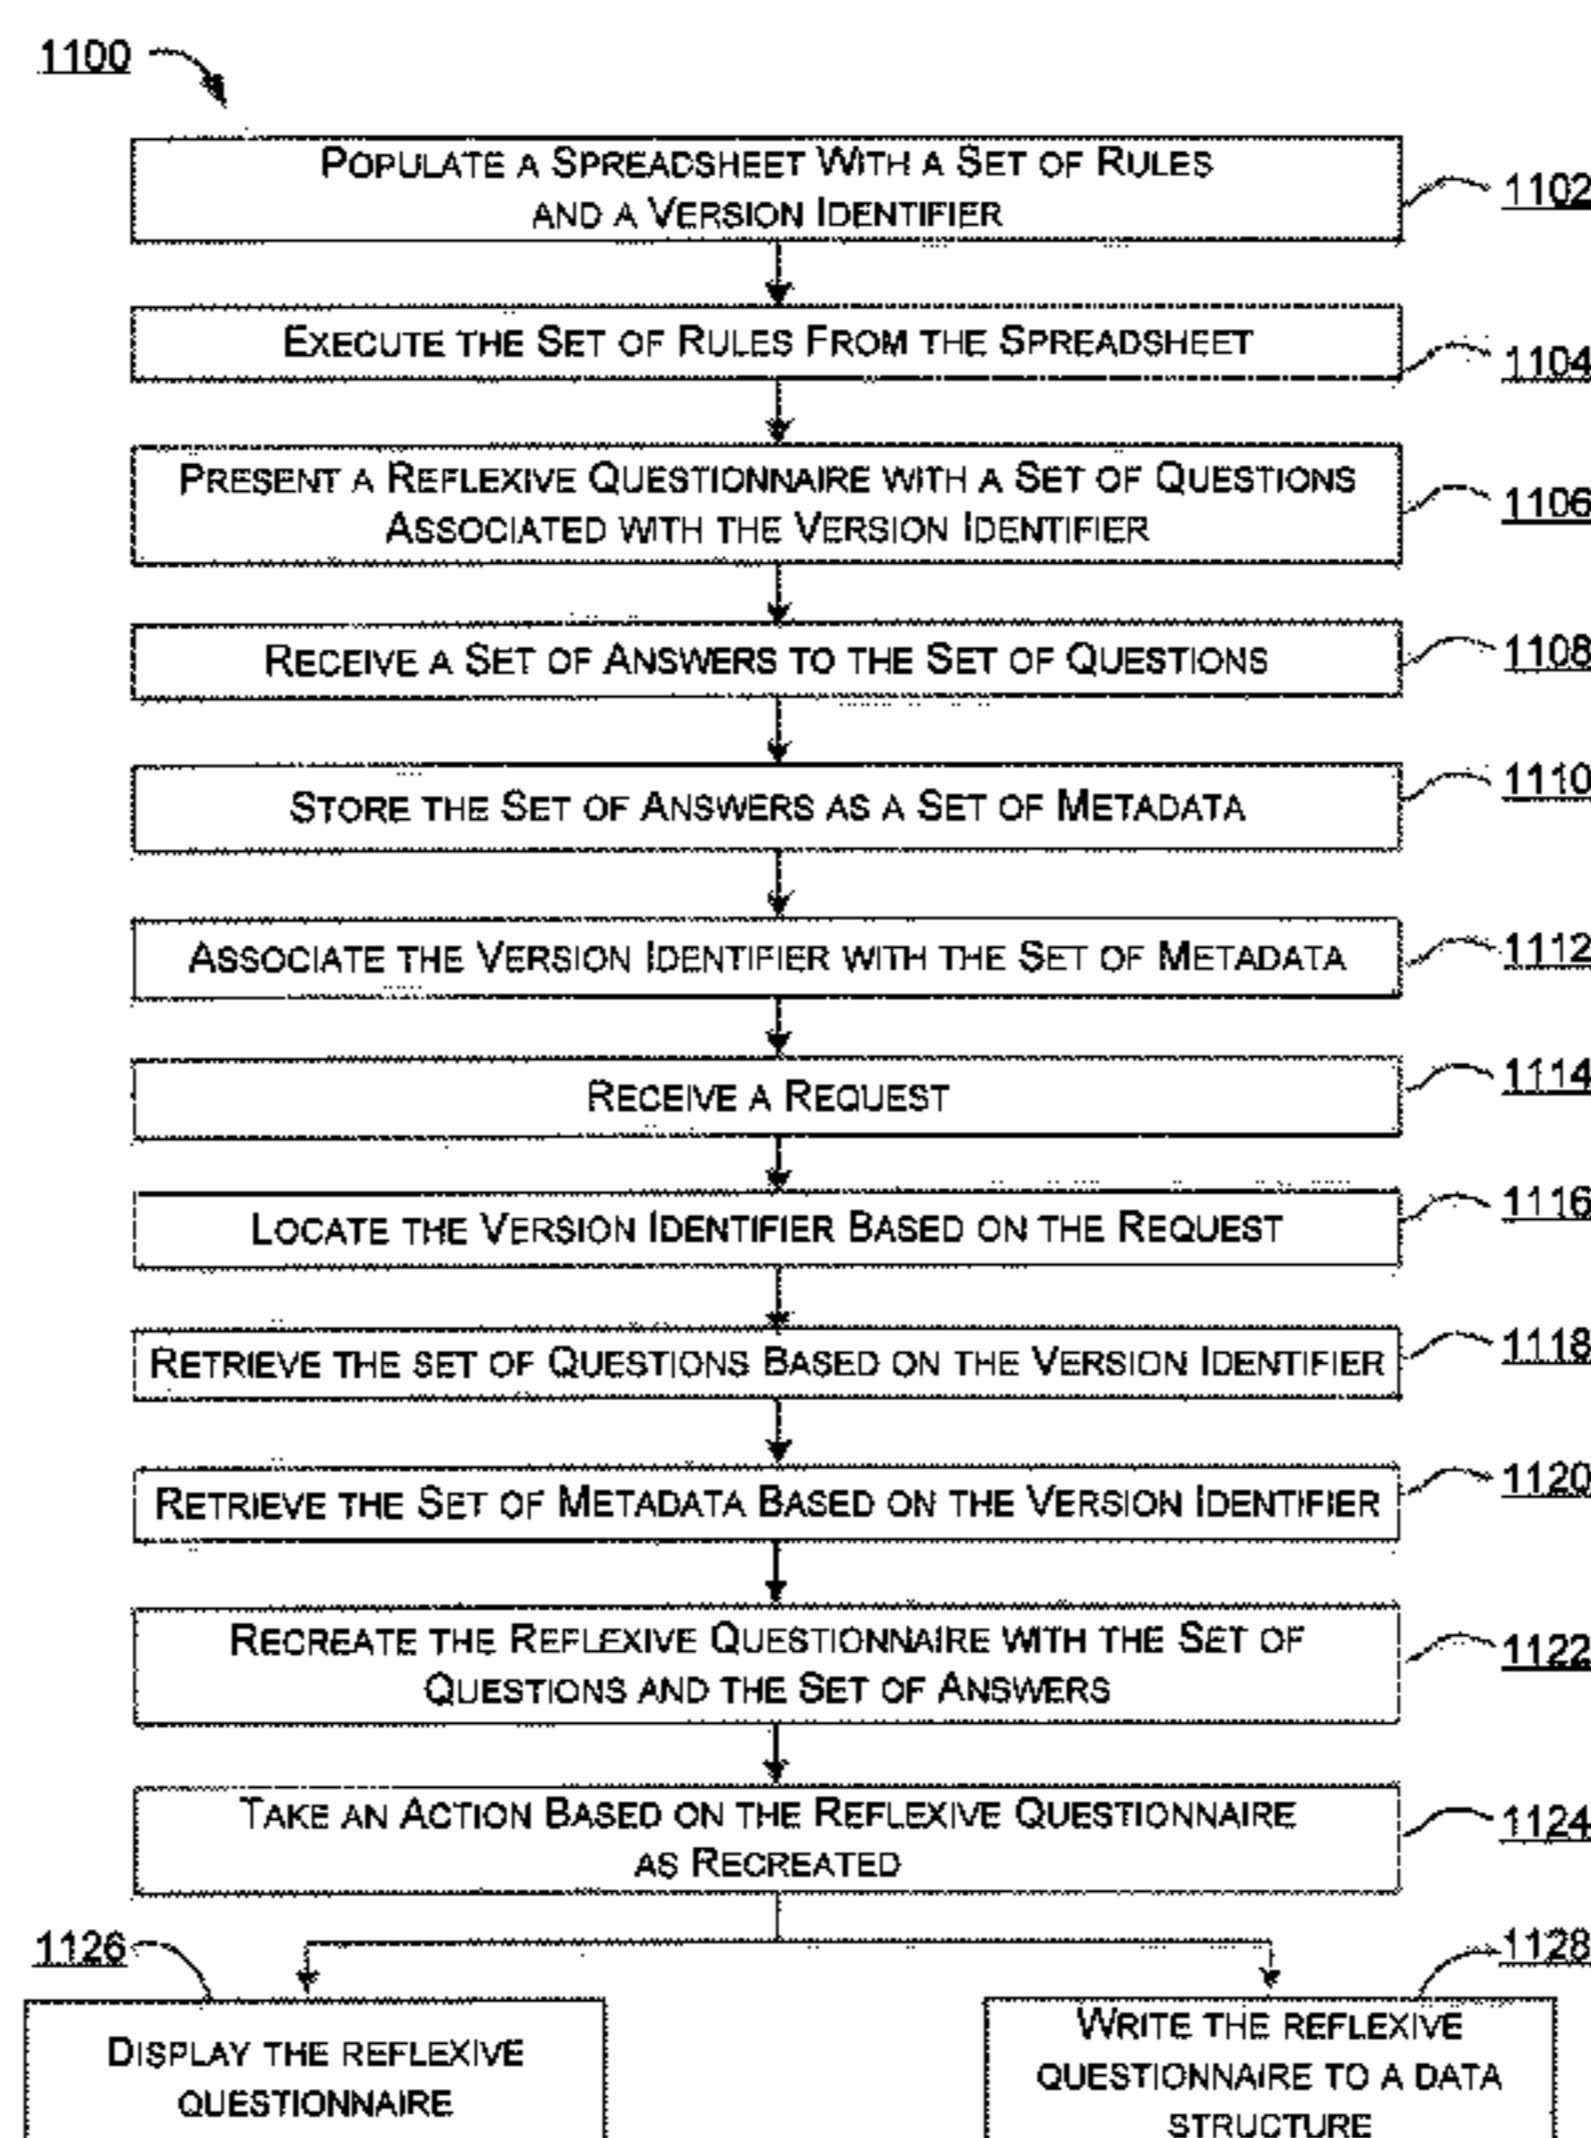 1100
POPULATE A SPREADSHEET WITH A SET OF RULES
AND A VERSION IDENTIFIER
1102
EXECUTE THE SET OF RULES FROM THE SPREADSHEET
1104
PRESENT A REFLEXIVE QUESTIONNAIRE WITH A SET OF QUESTIONS
ASSOCIATED WITH THE VERSION IDENTIFIER
1106
RECEIVE A SET OF ANSWERS TO THE SET OF QUESTIONS
1108
STORE THE SET OF ANSWERS AS A SET OF METADATA
1110
ASSOCIATE THE VERSION IDENTIFIER WITH THE SET OF METADATA
1112
RECEIVE A REQUEST
1114
LOCATE THE VERSION IDENTIFIER BASED ON THE REQUEST
1116
RETRIEVE THE SET OF QUESTIONS BASED ON THE VERSION IDENTIFIER
1118
RETRIEVE THE SET OF METADATA BASED ON THE VERSION IDENTIFIER
1120
RECREATE THE REFLEXIVE QUESTIONNAIRE WITH THE SET OF
QUESTIONS AND THE SET OF ANSWERS
1122
TAKE AN ACTION BASED ON THE REFLEXIVE QUESTIONNAIRE
AS RECREATED
1124
1126
DISPLAY THE REFLEXIVE
QUESTIONNAIRE
1128
WRITE THE REFLEXIVE
QUESTIONNAIRE TO A DATA
STRUCTURE